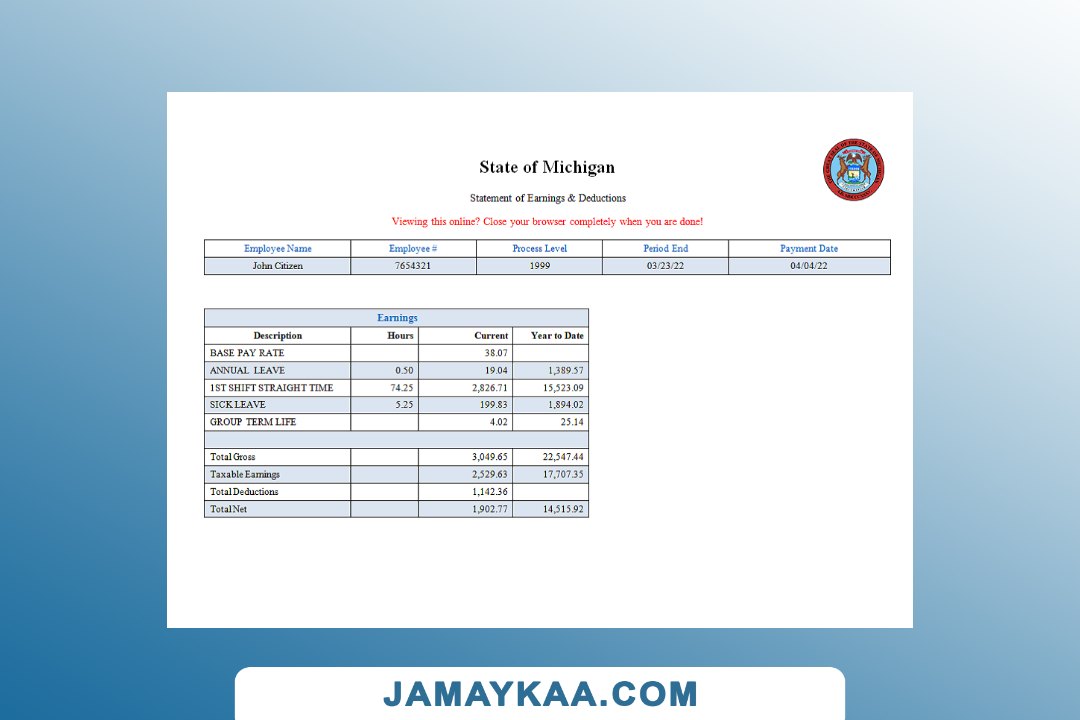 State of Michigan
Statement of Earnings & Deductions
Viewing this online? Close your browser completely when you are done!
Employee Name Employee # Process Level Period End Payment Date
John Citizen 7654321 1999 03/23/22 04/04/22
Earnings
Description Hours Current Year to Date
BASE PAY RATE 38.07
ANNUAL LEAVE 0.50 19.04 1,389.57
1ST SHIFT STRAIGHT TIME 74.25 2,826.71 15,523.09
SICK LEAVE 5.25 199.83 1,894.02
GROUP TERM LIFE 4.02 25.14
Total Gross 3,049.65 22,547.44
Taxable Earnings 2,529.63 17,707.35
Total Deductions 1,142.36
Total Net 1,902.77 14,515.92
JAMAYKAA.COM